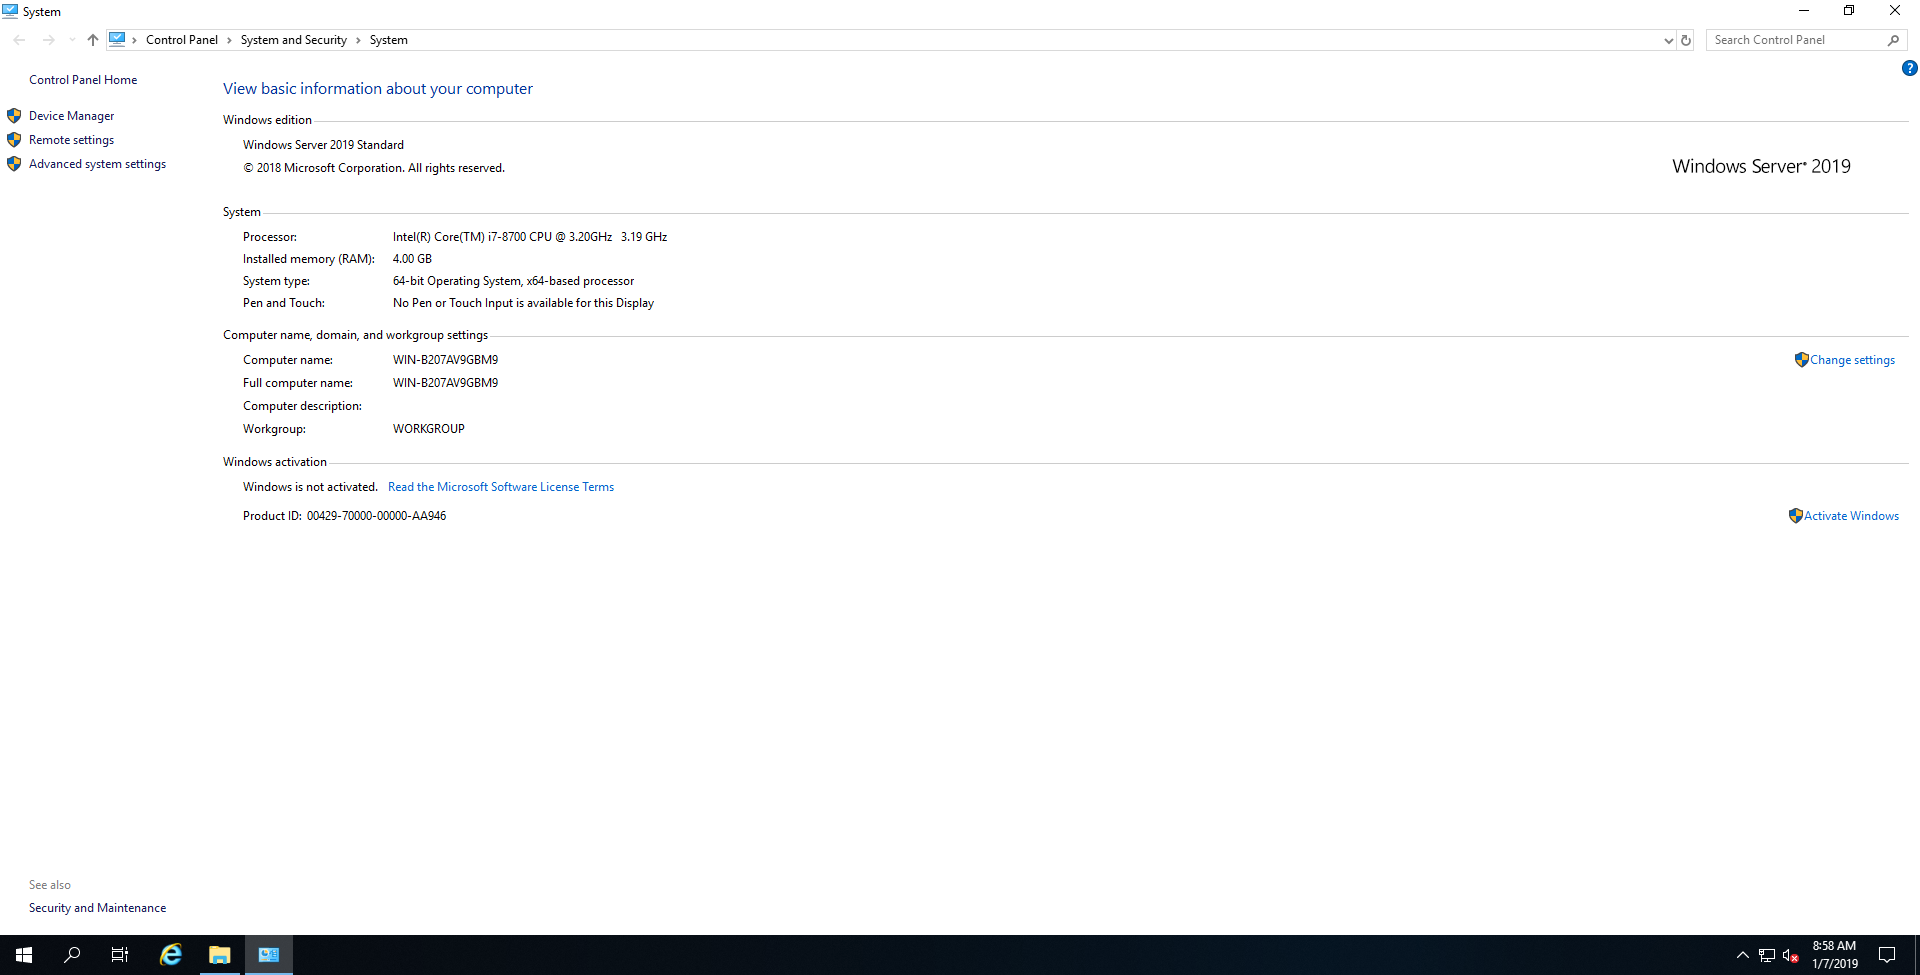 System
Control Panel > System and Security > System
Search Control Panel
?
Control Panel Home
Device Manager
Remote settings
Advanced system settings
View basic information about your computer
Windows edition
Windows Server 2019 Standard
© 2018 Microsoft Corporation. All rights reserved.
Windows Server® 2019
System
Processor: Intel(R) Core(TM) i7-8700 CPU @ 3.20GHz 3.19 GHz
Installed memory (RAM): 4.00 GB
System type: 64-bit Operating System, x64-based processor
Pen and Touch: No Pen or Touch Input is available for this Display
Computer name, domain, and workgroup settings
Computer name: WIN-B207AV9GBM9
Change settings
Full computer name: WIN-B207AV9GBM9
Computer description:
Workgroup: WORKGROUP
Windows activation
Windows is not activated. Read the Microsoft Software License Terms
Product ID: 00429-70000-00000-AA946
Activate Windows
See also
Security and Maintenance
8:58 AM
1/7/2019